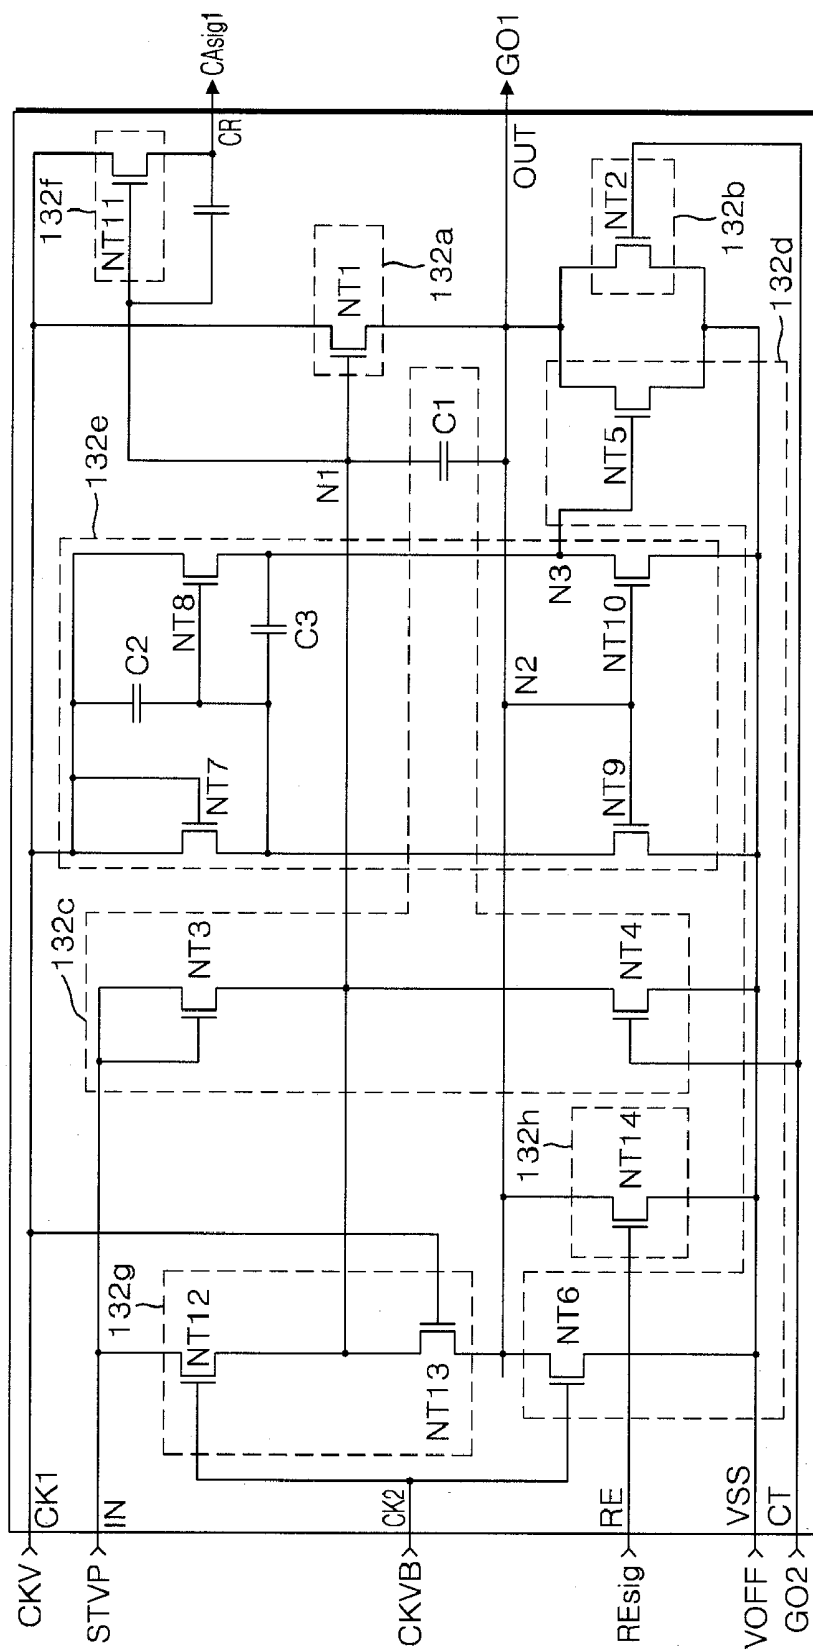 CKV
CK1
STVP
IN
CKVB
CK2
REsig
RE
VOFF
VSS
GO2
CT
132g
NT12
NT13
NT6
132h
NT14
132c
NT3
NT4
132e
NT7
C2
NT8
C3
NT9
NT10
N2
N3
N1
C1
NT5
132a
NT1
132f
NT11
CR
CAsig1
OUT
GO1
NT2
132b
132d